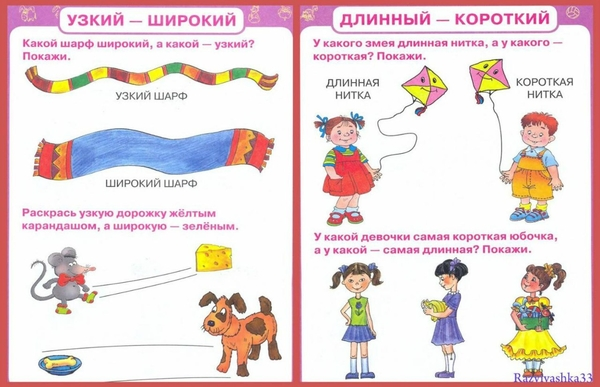 УЗКИЙ — ШИРОКИЙ
Какой шарф широкий, а какой — узкий?
Покажи.
УЗКИЙ ШАРФ
ШИРОКИЙ ШАРФ
Раскрась узкую дорожку жёлтым
карандашом, а широкую — зелёным.
ДЛИННЫЙ — КОРОТКИЙ
У какого змея длинная нитка, а у какого —
короткая? Покажи.
ДЛИННАЯ
НИТКА
КОРОТКАЯ
НИТКА
У какой девочки самая короткая юбочка,
а у какой — самая длинная? Покажи.
Razvivashka33